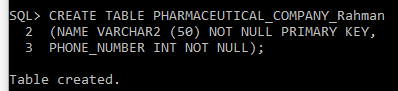 SQL> CREATE TABLE PHARMACEUTICAL_COMPANY_Rahman
2 (NAME VARCHAR2 (50) NOT NULL PRIMARY KEY,
3 PHONE_NUMBER INT NOT NULL);
Table created.